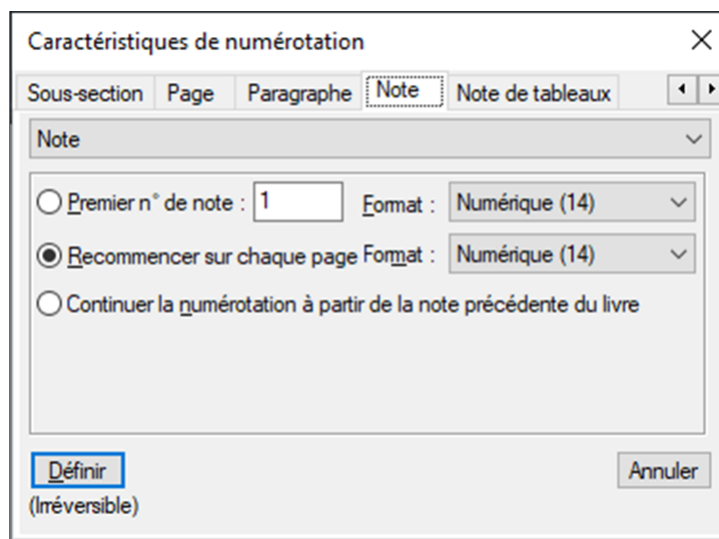 Caractéristiques de numérotation
Sous-section Page Paragraphe Note Note de tableaux
Note
Premier n° de note : 1 Format : Numérique (14)
Recommencer sur chaque page Format : Numérique (14)
Continuer la numérotation à partir de la note précédente du livre
Définir Annuler
(Irréversible)